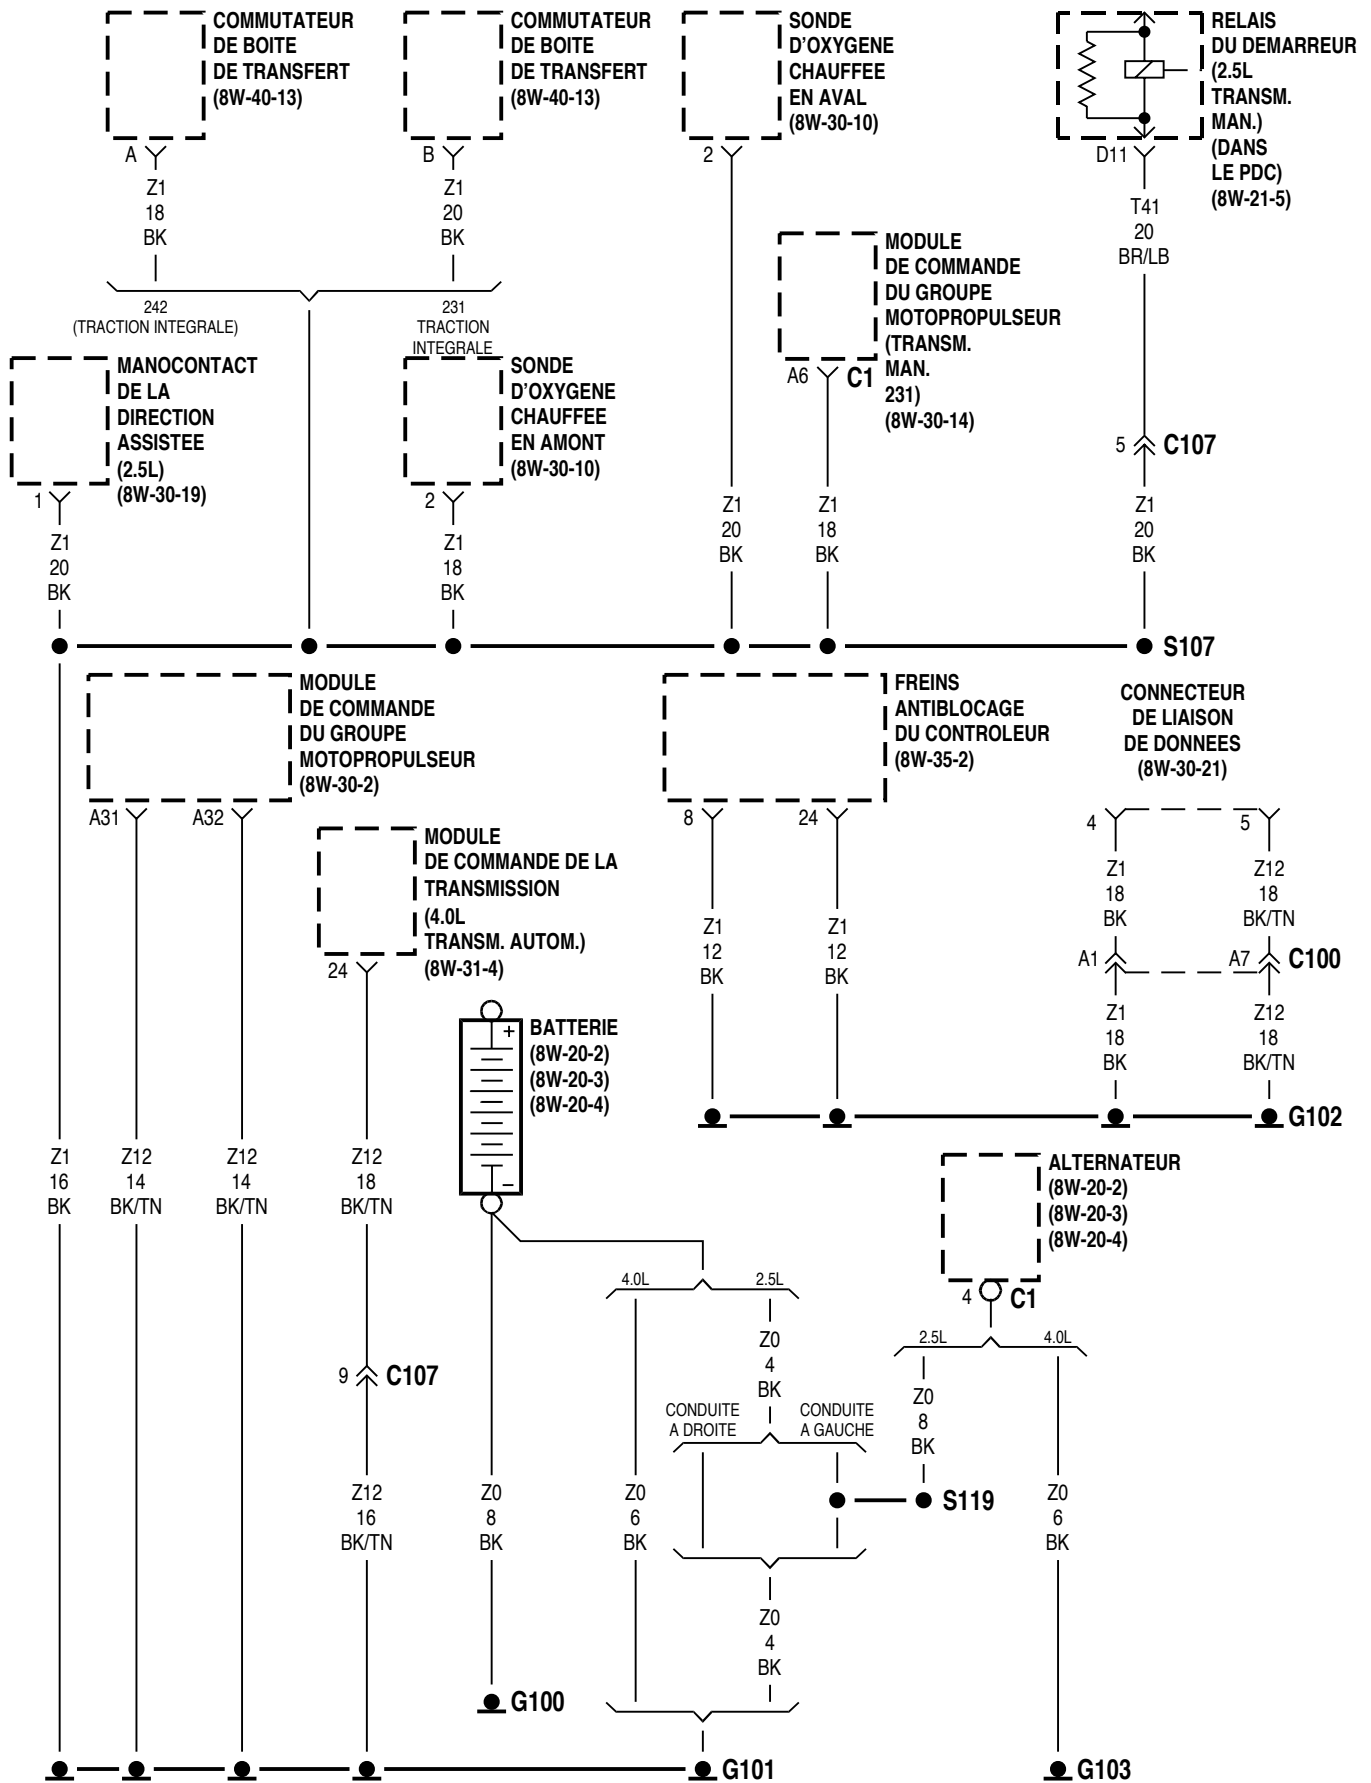 COMMUTATEUR
DE BOITE
DE TRANSFERT
(8W-40-13)
A
Z1
18
BK
242
(TRACTION INTEGRALE)
COMMUTATEUR
DE BOITE
DE TRANSFERT
(8W-40-13)
B
Z1
20
BK
231
TRACTION
INTEGRALE
SONDE
D'OXYGENE
CHAUFFEE
EN AVAL
(8W-30-10)
2
Z1
20
BK
RELAIS
DU DEMARREUR
(2.5L
TRANSM.
MAN.)
(DANS
LE PDC)
(8W-21-5)
D11
T41
20
BR/LB
5
C107
Z1
20
BK
MODULE
DE COMMANDE
DU GROUPE
MOTOPROPULSEUR
(TRANSM.
MAN.
231)
(8W-30-14)
A6
C1
Z1
18
BK
MANOCONTACT
DE LA
DIRECTION
ASSISTEE
(2.5L)
(8W-30-19)
1
Z1
20
BK
SONDE
D'OXYGENE
CHAUFFEE
EN AMONT
(8W-30-10)
2
Z1
18
BK
S107
MODULE
DE COMMANDE
DU GROUPE
MOTOPROPULSEUR
(8W-30-2)
A31
A32
MODULE
DE COMMANDE DE LA
TRANSMISSION
(4.0L
TRANSM. AUTOM.)
(8W-31-4)
24
FREINS
ANTIBLOCAGE
DU CONTROLEUR
(8W-35-2)
8
24
Z1
12
BK
Z1
12
BK
CONNECTEUR
DE LIAISON
DE DONNEES
(8W-30-21)
4
5
Z1
18
BK
Z12
18
BK/TN
A1
A7
C100
Z1
18
BK
Z12
18
BK/TN
G102
+
BATTERIE
(8W-20-2)
(8W-20-3)
(8W-20-4)
–
Z1
16
BK
Z12
14
BK/TN
Z12
14
BK/TN
Z12
18
BK/TN
ALTERNATEUR
(8W-20-2)
(8W-20-3)
(8W-20-4)
4
C1
2.5L
4.0L
4.0L
2.5L
Z0
4
BK
9
C107
CONDUITE
A DROITE
CONDUITE
A GAUCHE
Z0
8
BK
Z12
16
BK/TN
Z0
8
BK
Z0
6
BK
S119
Z0
6
BK
Z0
4
BK
G100
G101
G103